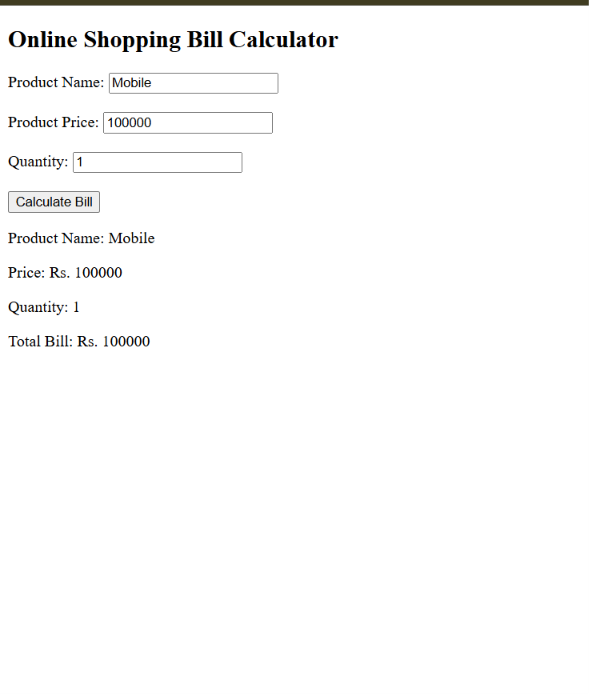 Online Shopping Bill Calculator
Product Name: Mobile
Product Price: 100000
Quantity: 1
Calculate Bill
Product Name: Mobile
Price: Rs. 100000
Quantity: 1
Total Bill: Rs. 100000